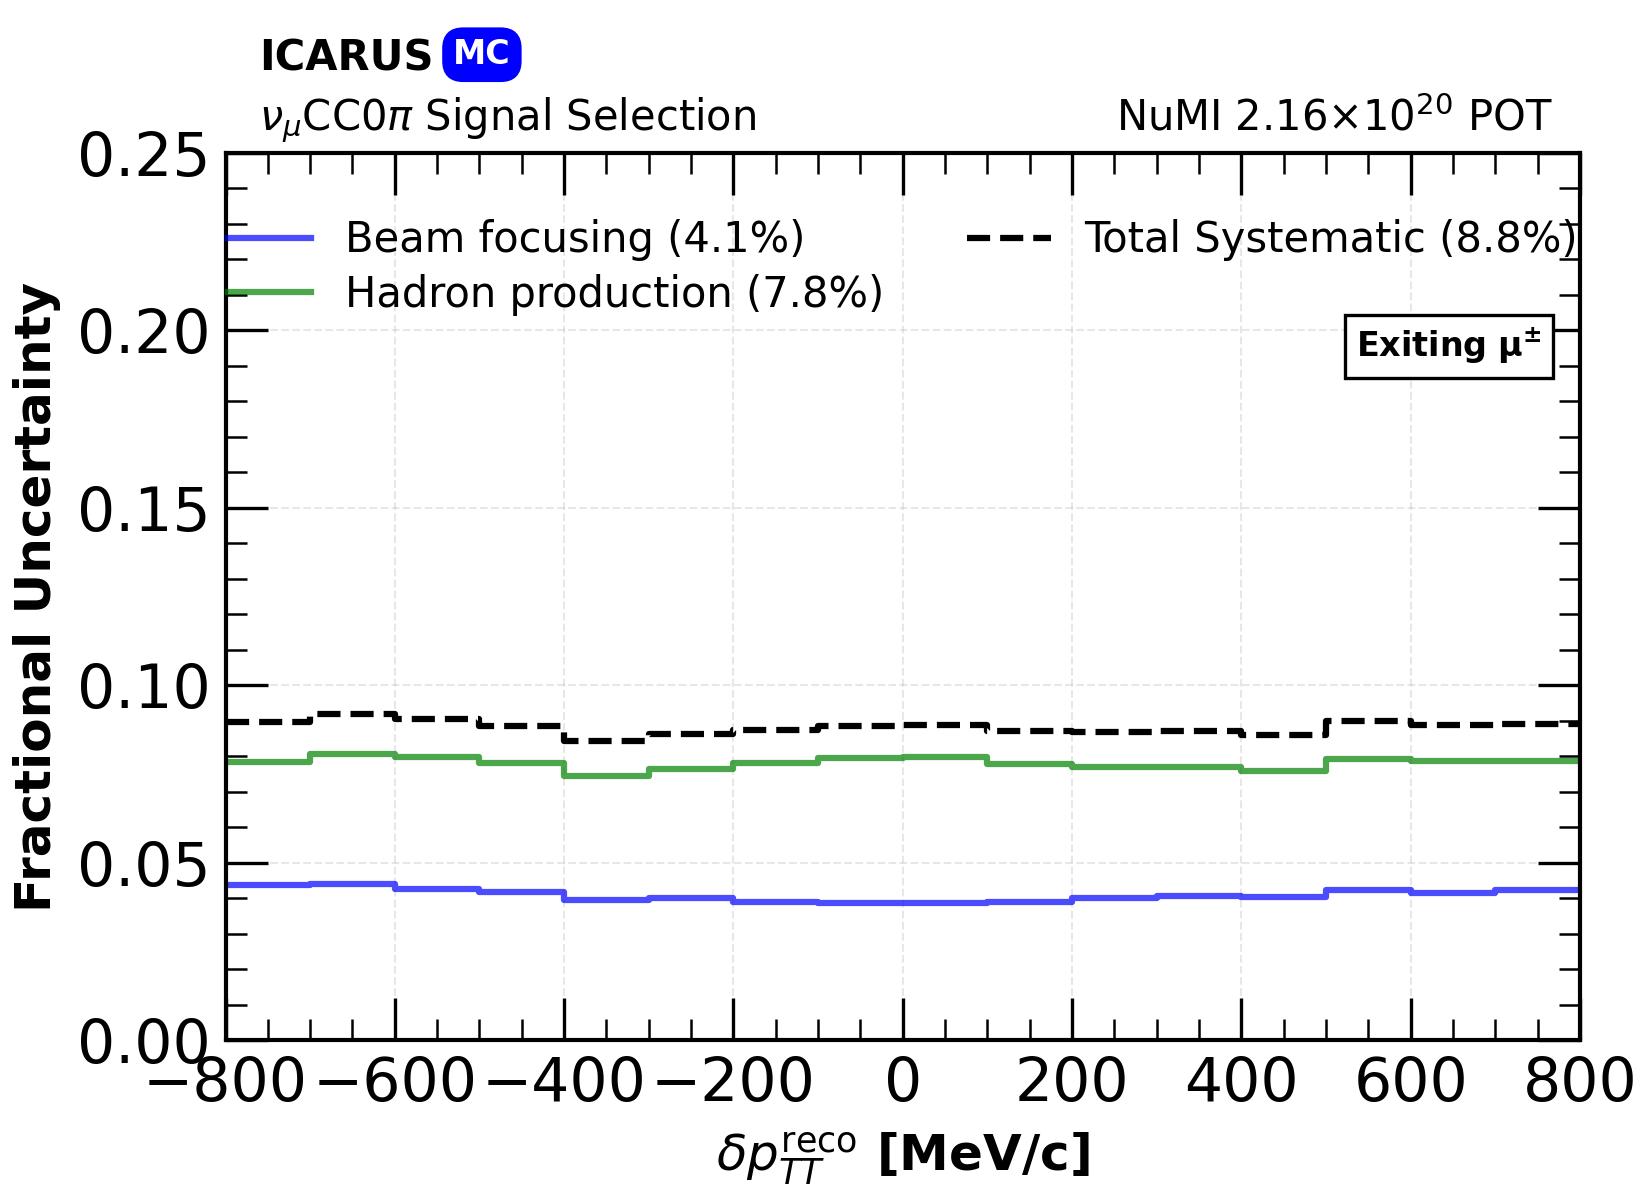 ICARUS MC
νμCC0π Signal Selection NuMI 2.16×10²⁰ POT
Beam focusing (4.1%)
Hadron production (7.8%)
Total Systematic (8.8%)
Exiting μ±
Fractional Uncertainty
0.25
0.20
0.15
0.10
0.05
0.00
−800 −600 −400 −200 0 200 400 600 800
δp_TT^reco [MeV/c]